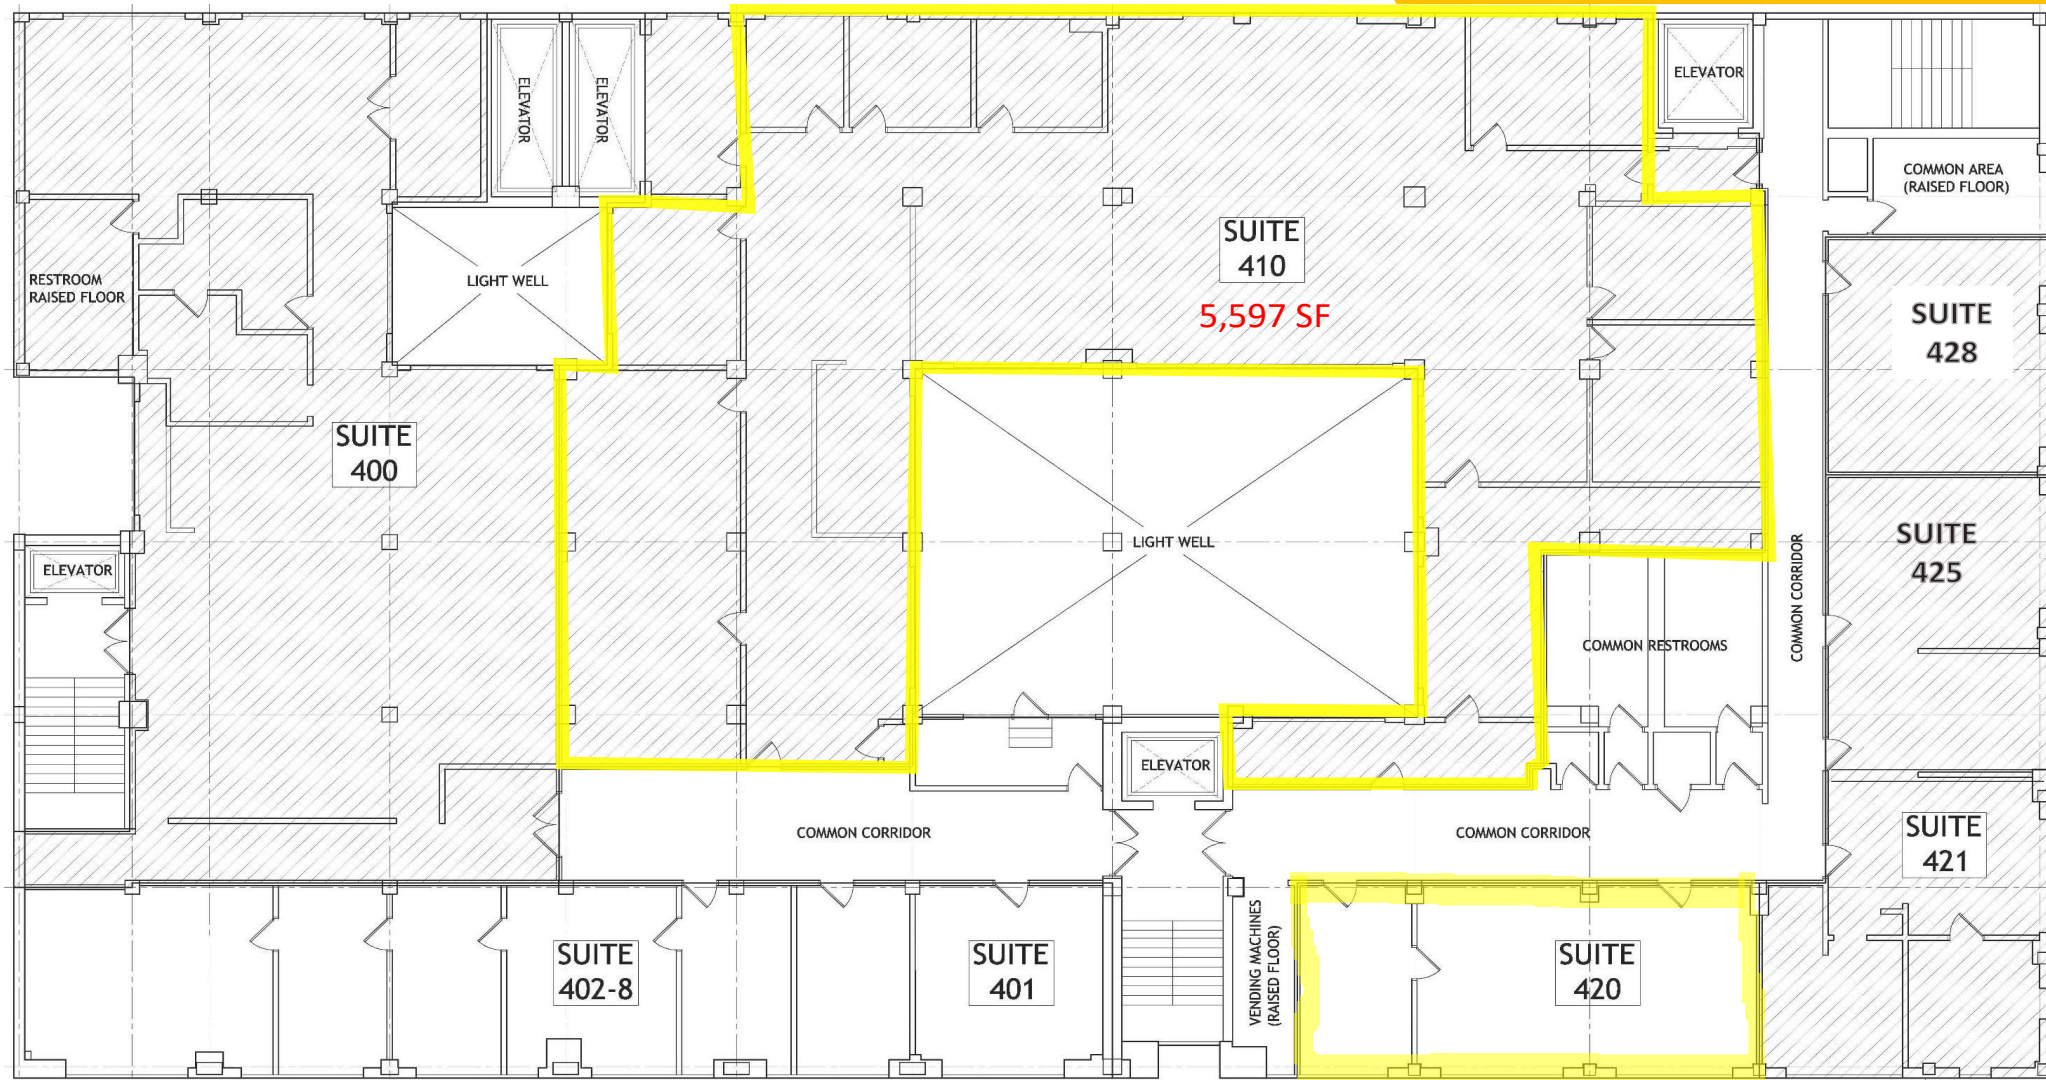 ELEVATOR
ELEVATOR
ELEVATOR
COMMON AREA
(RAISED FLOOR)
RESTROOM
RAISED FLOOR
LIGHT WELL
SUITE
410
5,597 SF
SUITE
428
SUITE
400
LIGHT WELL
SUITE
425
ELEVATOR
COMMON CORRIDOR
COMMON RESTROOMS
ELEVATOR
COMMON CORRIDOR
COMMON CORRIDOR
SUITE
421
SUITE
402-8
SUITE
401
VENDING MACHINES
(RAISED FLOOR)
SUITE
420